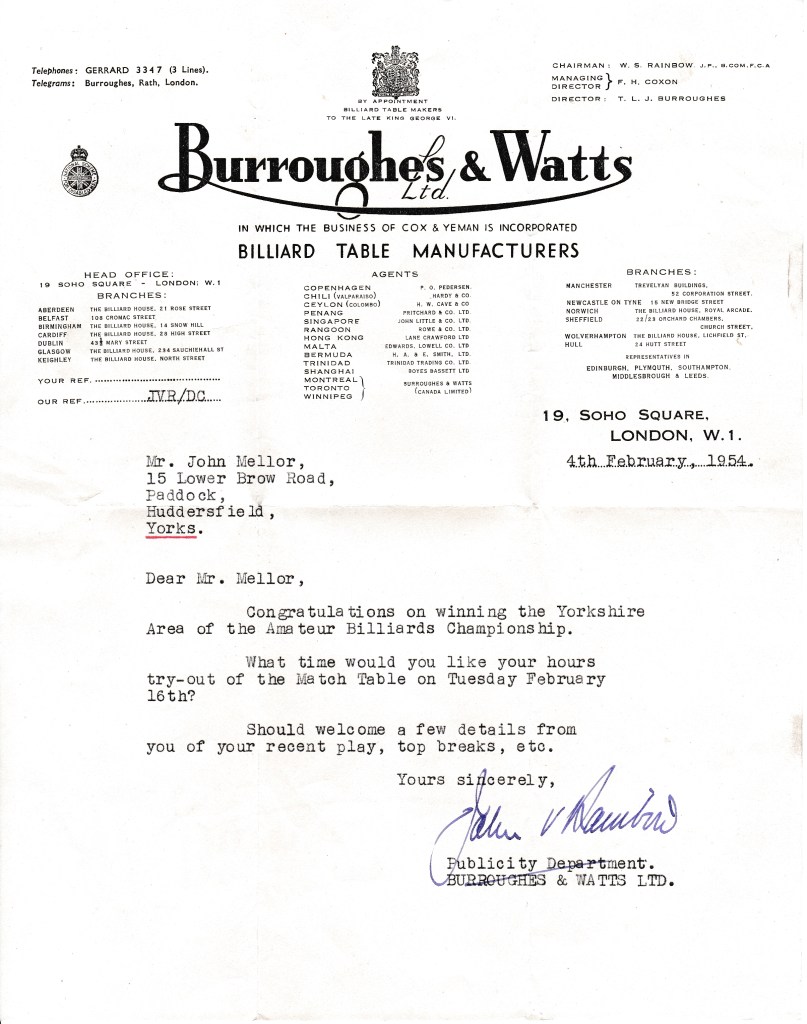 Telephones: GERRARD 3347 (3 Lines).
Telegrams: Burroughes, Rath, London.
BY APPOINTMENT
BILLIARD TABLE MAKERS
TO THE LATE KING GEORGE VI.
CHAIRMAN: W. S. RAINBOW J.P., B.COM, F.C.A
MANAGING DIRECTOR } F. H. COXON
DIRECTOR: T. L. J. BURROUGHES
Burroughes & Watts
Ltd.
IN WHICH THE BUSINESS OF COX & YEMAN IS INCORPORATED
BILLIARD TABLE MANUFACTURERS
HEAD OFFICE:
19 SOHO SQUARE - LONDON; W.1
BRANCHES:
ABERDEEN THE BILLIARD HOUSE, 21 ROSE STREET
BELFAST 108 CROMAC STREET
BIRMINGHAM THE BILLIARD HOUSE, 14 SNOW HILL
CARDIFF THE BILLIARD HOUSE, 28 HIGH STREET
DUBLIN MARY STREET
GLASGOW THE BILLIARD HOUSE, 294 SAUCHIEHALL ST
KEIGHLEY THE BILLIARD HOUSE, NORTH STREET
YOUR REF.
OUR REF. JVR/DC.
AGENTS
COPENHAGEN P. O. PEDERSEN.
CHILI (VALPARAISO) HARDY & CO.
CEYLON (COLOMBO) H. W. CAVE & CO
PENANG PRITCHARD & CO. LTD.
SINGAPORE JOHN LITTLE & CO. LTD.
RANGOON ROWE & CO. LTD.
HONG KONG LANE CRAWFORD LTD
MALTA EDWARDS, LOWELL CO. LTD
BERMUDA H. A. & E. SMITH, LTD.
TRINIDAD TRINIDAD TRADING CO. LTD.
SHANGHAI BOYES BASSETT LTD
MONTREAL
TORONTO
WINNIPEG
} BURROUGHES & WATTS
(CANADA LIMITED)
BRANCHES:
MANCHESTER TREVELYAN BUILDINGS,
52 CORPORATION STREET.
NEWCASTLE ON TYNE 16 NEW BRIDGE STREET
NORWICH THE BILLIARD HOUSE, ROYAL ARCADE.
SHEFFIELD 22/23 ORCHARD CHAMBERS,
CHURCH STREET,
WOLVERHAMPTON THE BILLIARD HOUSE, LICHFIELD ST.
HULL 24 HUTT STREET
REPRESENTATIVES IN
EDINBURGH, PLYMOUTH, SOUTHAMPTON,
MIDDLESBROUGH & LEEDS.
19, SOHO SQUARE,
LONDON, W.1.
4th February, 1954.
Mr. John Mellor,
15 Lower Brow Road,
Paddock,
Huddersfield,
Yorks.
Dear Mr. Mellor,
Congratulations on winning the Yorkshire
Area of the Amateur Billiards Championship.
What time would you like your hours
try-out of the Match Table on Tuesday February
16th?
Should welcome a few details from
you of your recent play, top breaks, etc.
Yours sincerely,
John V Rainbow
Publicity Department.
BURROUGHES & WATTS LTD.